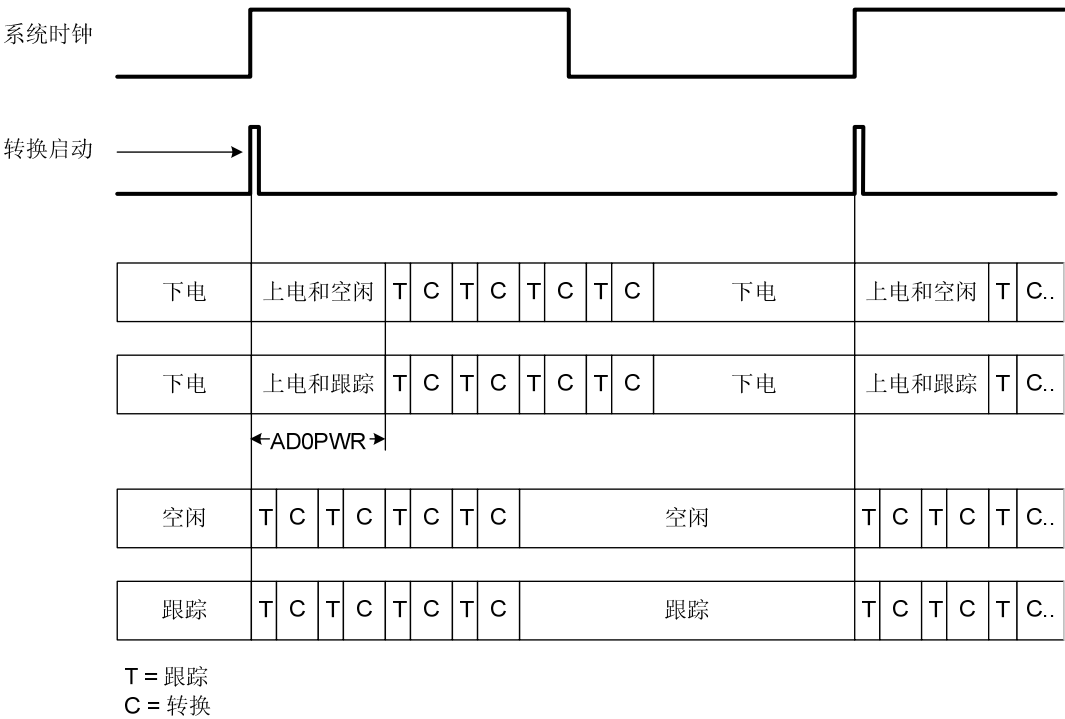 系统时钟
转换启动
下电 上电和空闲 T C T C T C T C 下电 上电和空闲 T C..
下电 上电和跟踪 T C T C T C T C 下电 上电和跟踪 T C..
AD0PWR
空闲 T C T C T C T C 空闲 T C T C T C..
跟踪 T C T C T C T C 跟踪 T C T C T C..
T = 跟踪
C = 转换